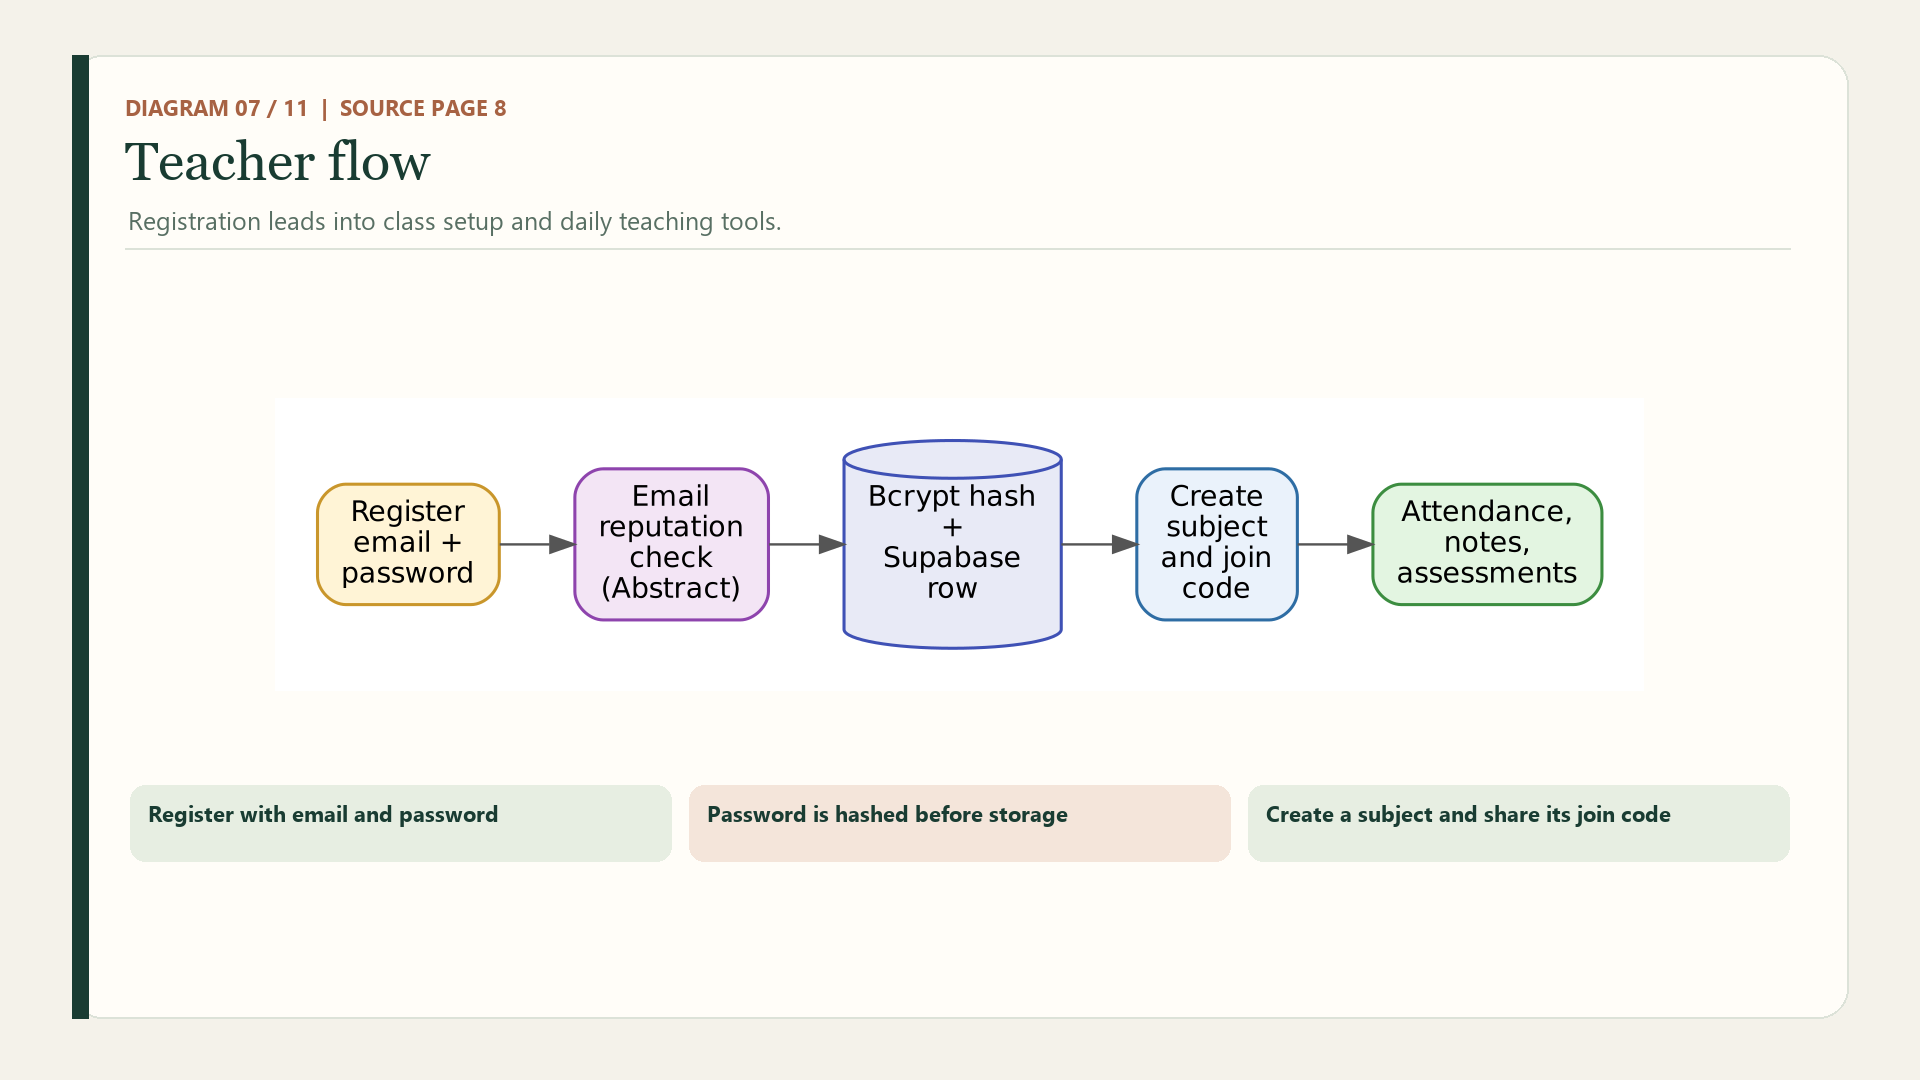 DIAGRAM 07 / 11 | SOURCE PAGE 8
Teacher flow
Registration leads into class setup and daily teaching tools.
Register
email +
password
Email
reputation
check
(Abstract)
Bcrypt hash
+
Supabase
row
Create
subject
and join
code
Attendance,
notes,
assessments
Register with email and password
Password is hashed before storage
Create a subject and share its join code